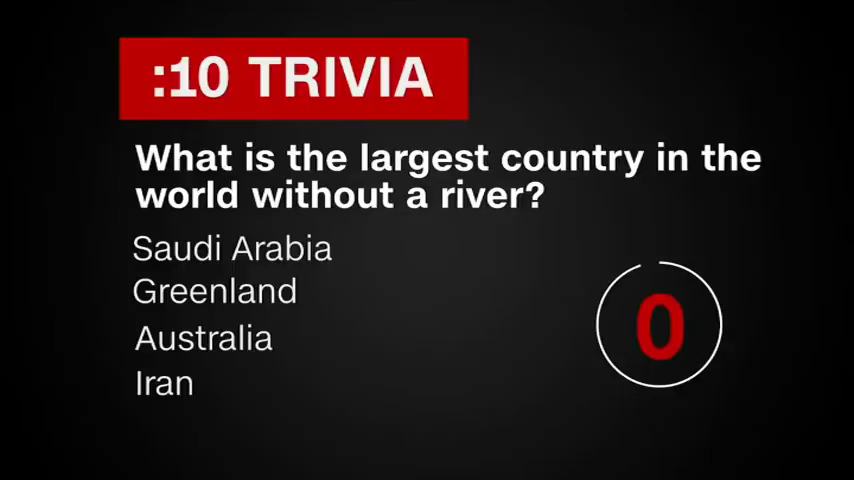 :10 TRIVIA
What is the largest country in the
world without a river?
Saudi Arabia
Greenland
Australia
Iran
0